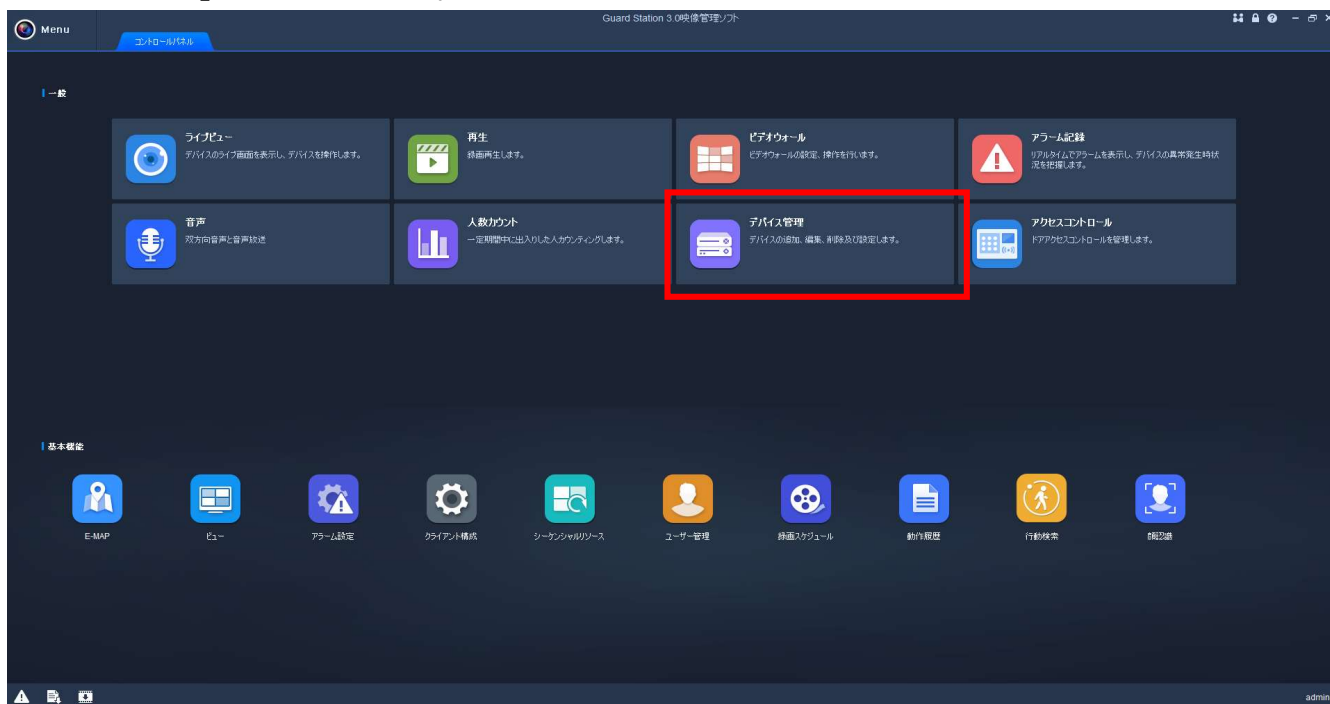 Guard Station 3.0映像管理ソフト
Menu
コントロールパネル
一般
ライブビュー
デバイスのライブ画面を表示し、デバイスを操作します。
再生
録画再生します。
ビデオウォール
ビデオウォールの設定、操作を行います。
アラーム記録
リアルタイムでアラームを表示し、デバイスの異常発生時状
況を把握します。
音声
双方向音声と音声放送
人数カウント
一定期間中に出入りした人カウンティングします。
デバイス管理
デバイスの追加、編集、削除及び設定します。
アクセスコントロール
ドアアクセスコントロールを管理します。
基本機能
E-MAP
ビュー
アラーム設定
クライアント構成
シーケンシャルリソース
ユーザー管理
録画スケジュール
動作履歴
行動検索
顔認識
admin